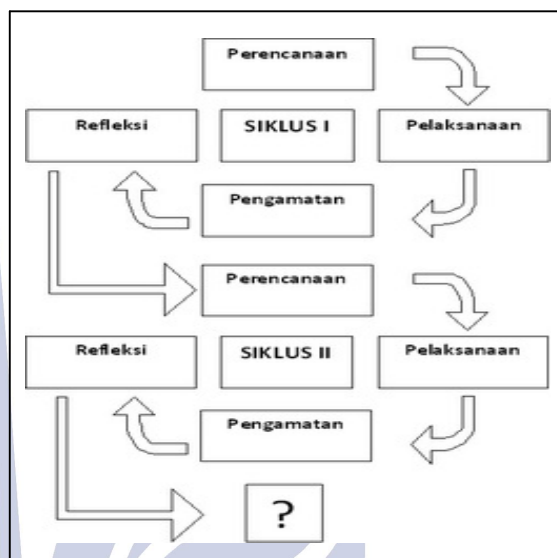 Perencanaan
Refleksi
SIKLUS I
Pelaksanaan
Pengamatan
Perencanaan
Refleksi
SIKLUS II
Pelaksanaan
Pengamatan
?